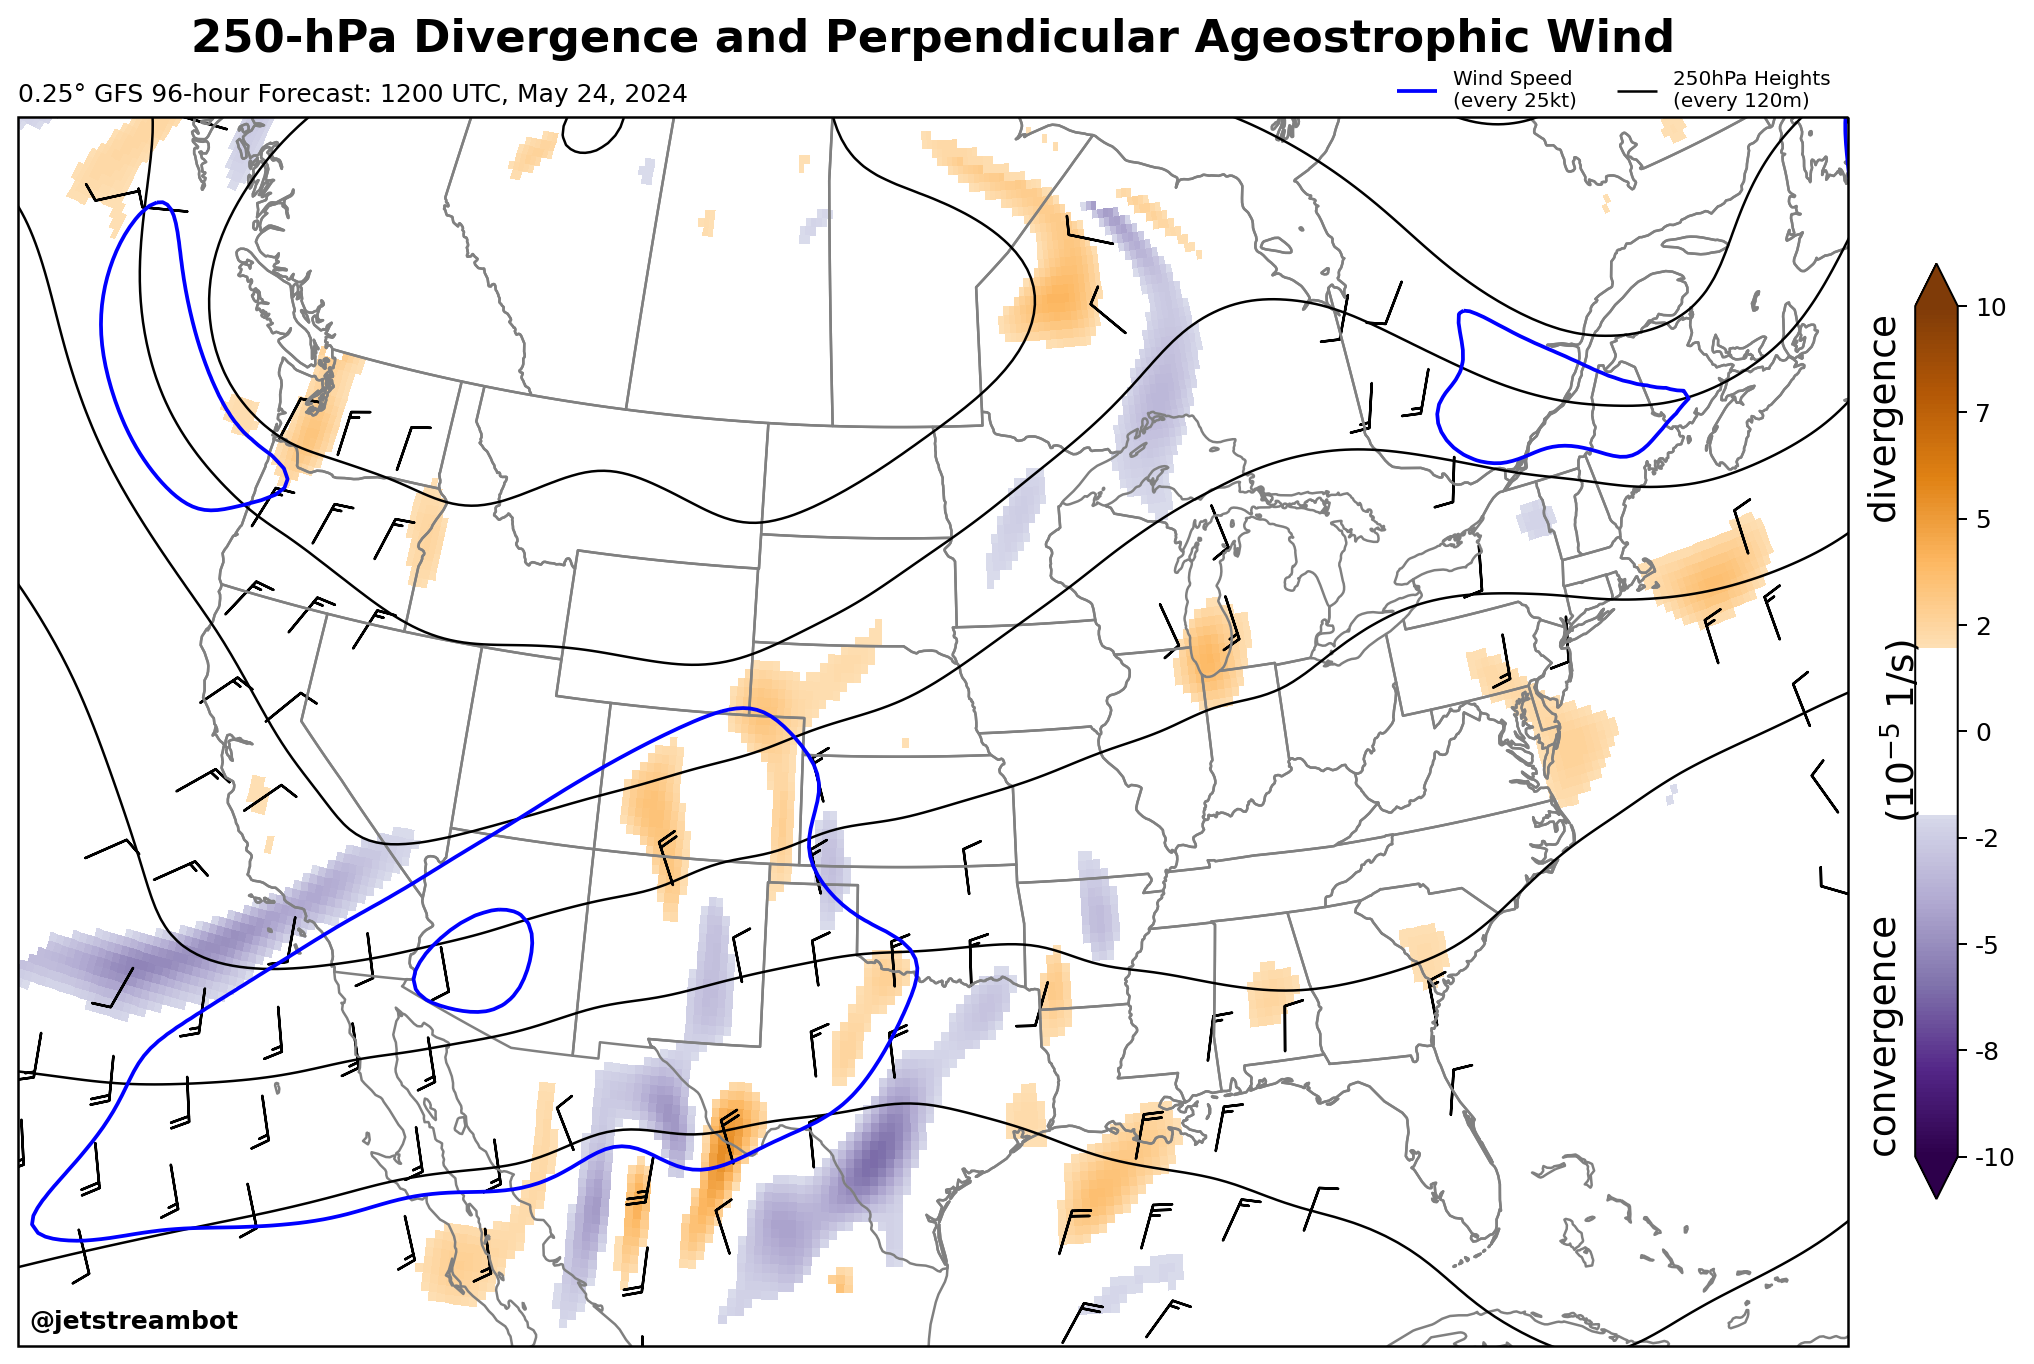 250-hPa Divergence and Perpendicular Ageostrophic Wind
0.25° GFS 96-hour Forecast: 1200 UTC, May 24, 2024
Wind Speed
(every 25kt)
250hPa Heights
(every 120m)
10
7
5
2
0
-2
-5
-8
-10
divergence
(10⁻⁵ 1/s)
convergence
@jetstreambot